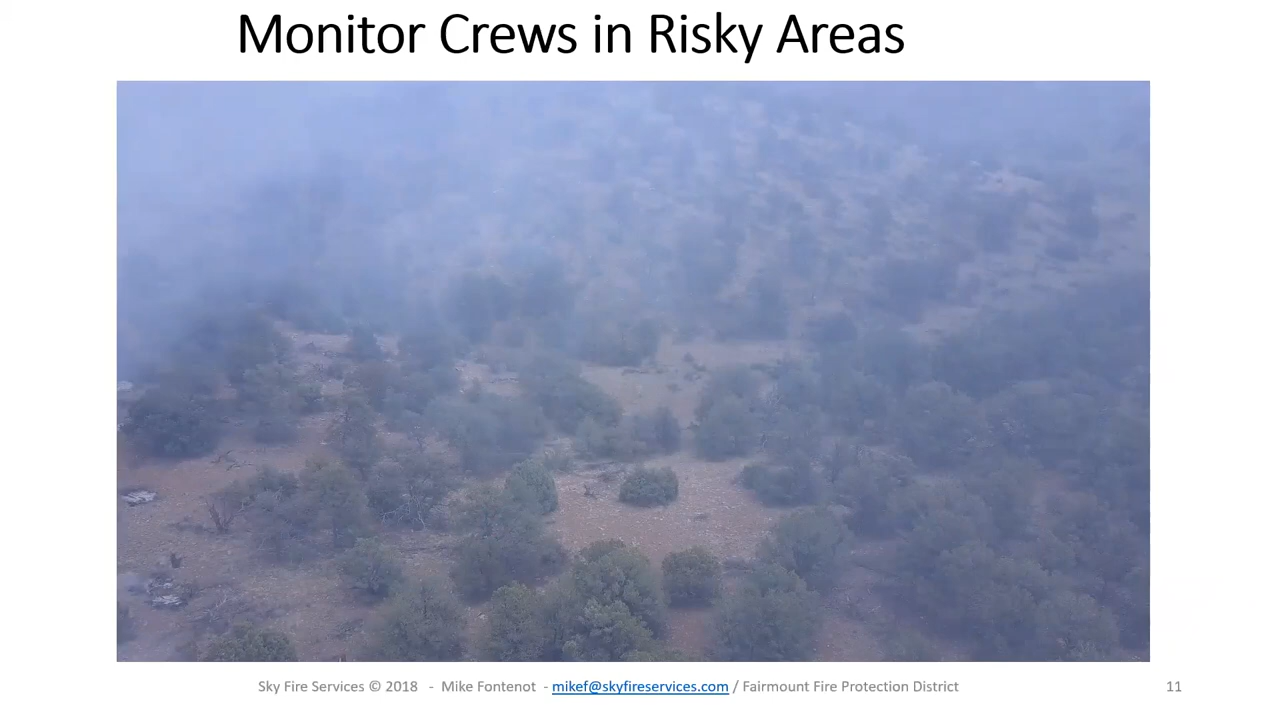 Monitor Crews in Risky Areas
Sky Fire Services © 2018 - Mike Fontenot - mikef@skyfireservices.com / Fairmount Fire Protection District 11